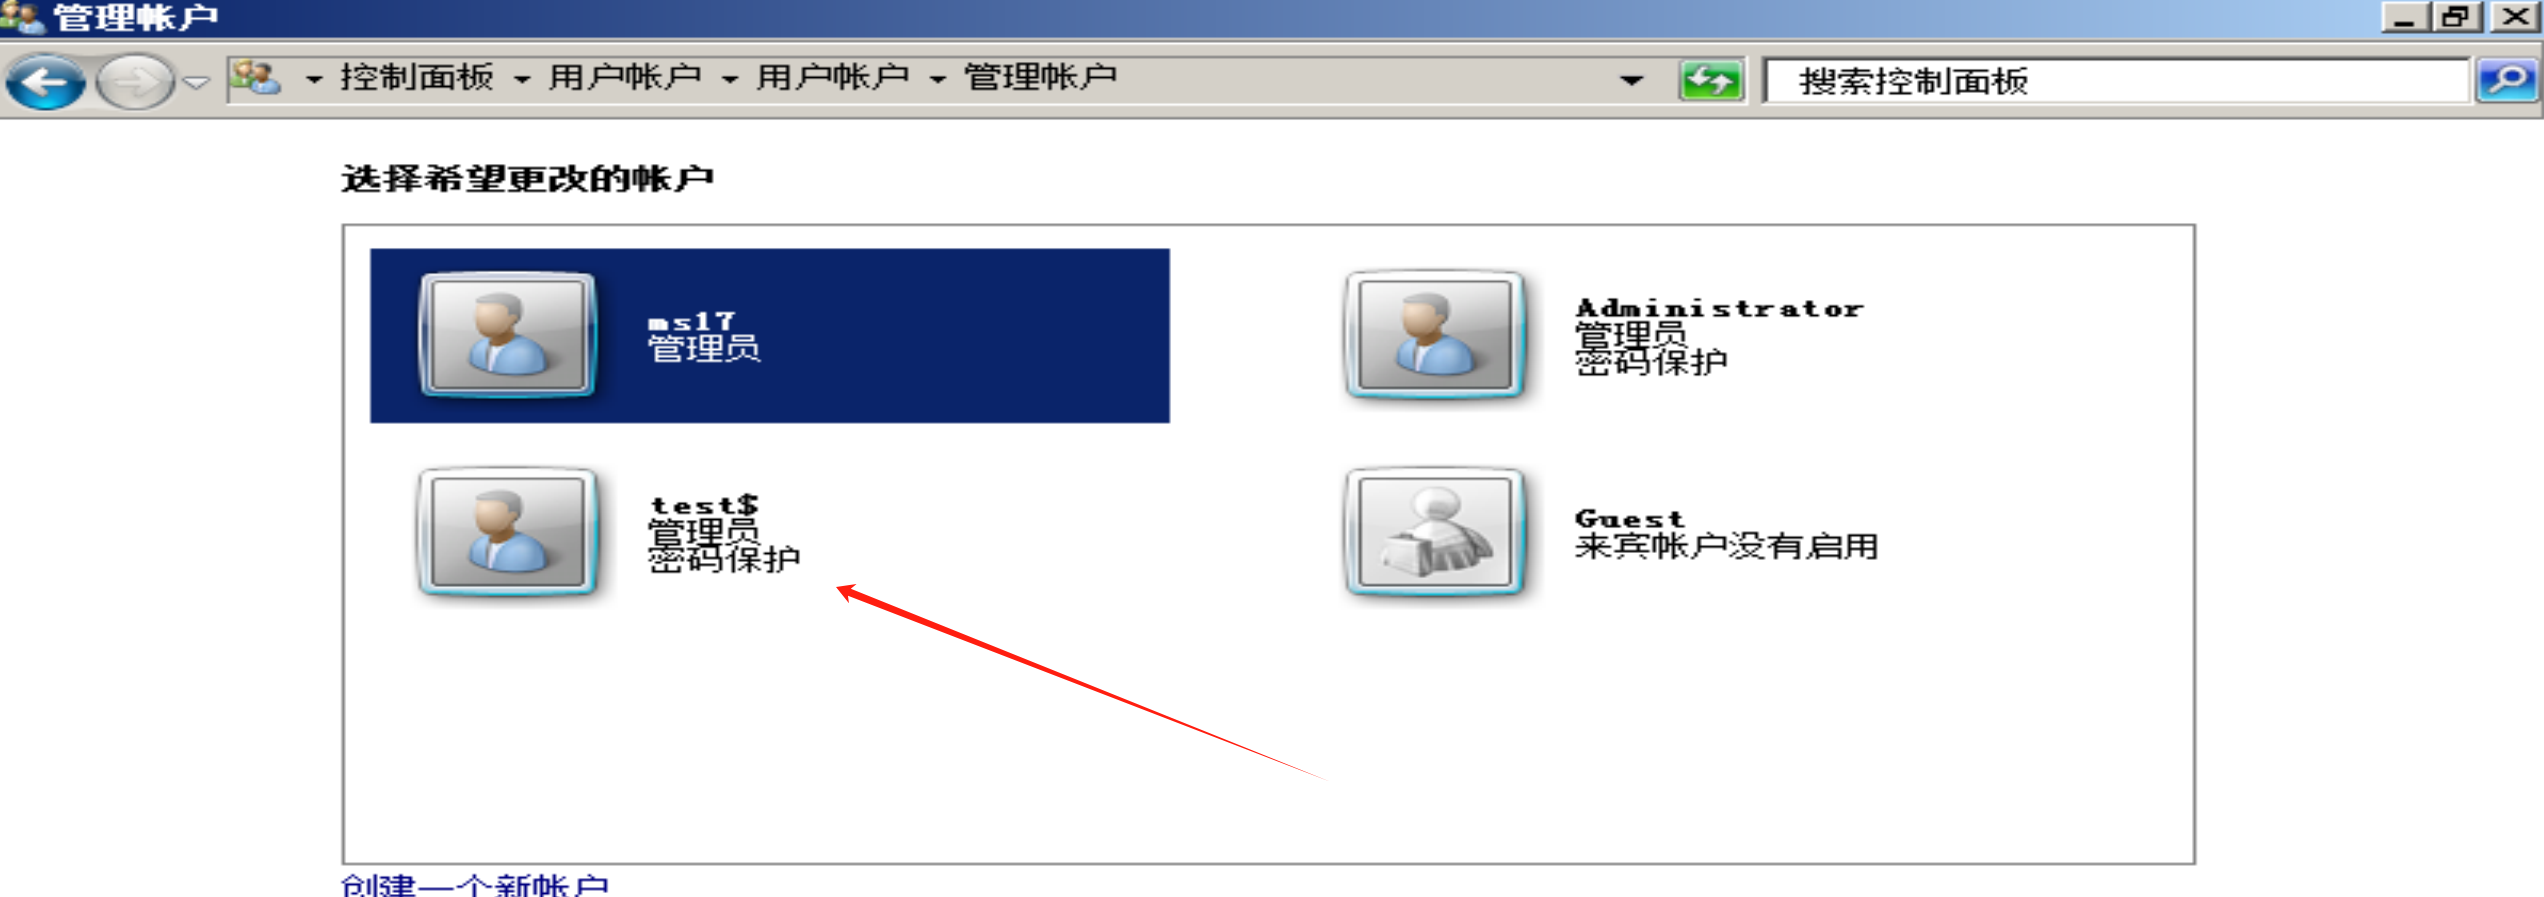 管理帐户
控制面板 用户帐户 用户帐户 管理帐户
搜索控制面板
选择希望更改的帐户
ms17
管理员
Administrator
管理员
密码保护
test$
管理员
密码保护
Guest
来宾帐户没有启用
创建一个新帐户